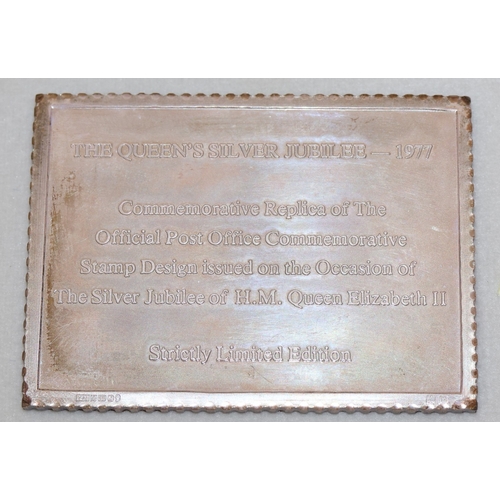 THE QUEEN'S SILVER JUBILEE — 1977
Commemorative Replica of The
Official Post Office Commemorative
Stamp Design issued on the Occasion of
The Silver Jubilee of H.M. Queen Elizabeth II
Strictly Limited Edition